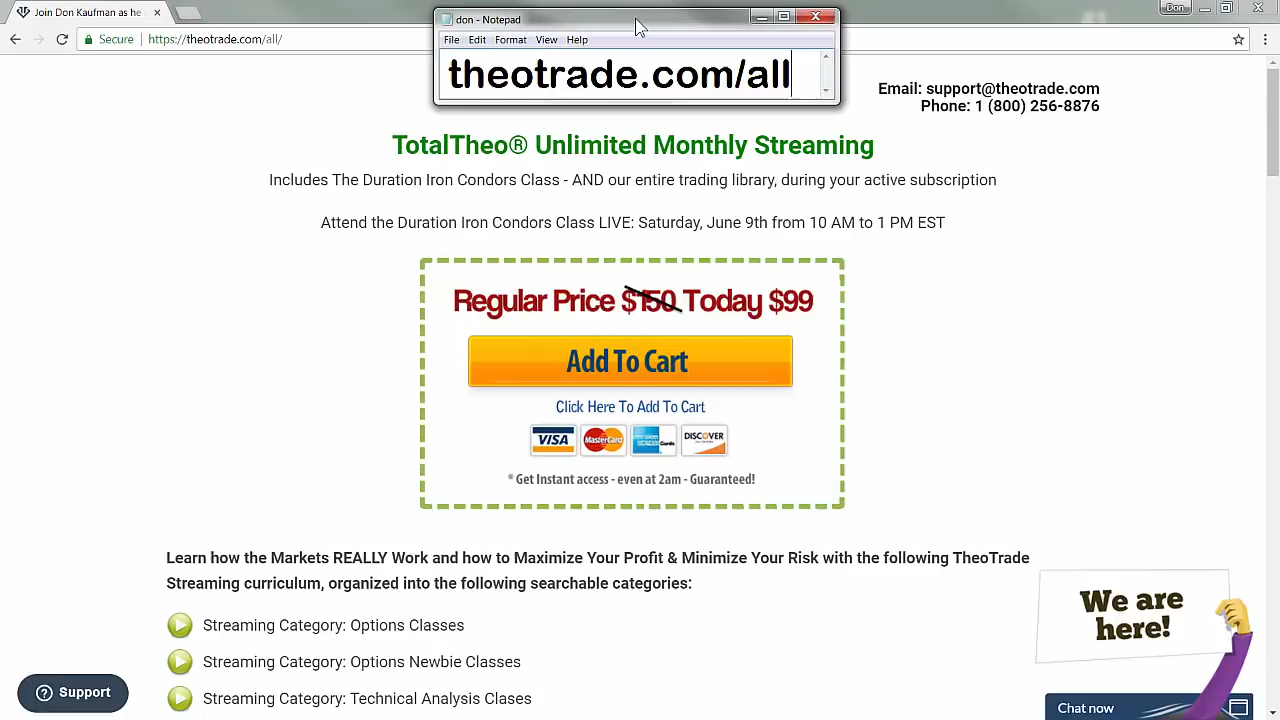 Join Don Kaufman as he
Don
Secure
https://theotrade.com/all/
don - Notepad
File Edit Format View Help
theotrade.com/all
Email: support@theotrade.com
Phone: 1 (800) 256-8876
TotalTheo® Unlimited Monthly Streaming
Includes The Duration Iron Condors Class - AND our entire trading library, during your active subscription
Attend the Duration Iron Condors Class LIVE: Saturday, June 9th from 10 AM to 1 PM EST
Regular Price $150 Today $99
Add To Cart
Click Here To Add To Cart
VISA MasterCard AMERICAN EXPRESS Cards DISCOVER
* Get Instant access - even at 2am - Guaranteed!
Learn how the Markets REALLY Work and how to Maximize Your Profit & Minimize Your Risk with the following TheoTrade
Streaming curriculum, organized into the following searchable categories:
Streaming Category: Options Classes
Streaming Category: Options Newbie Classes
Streaming Category: Technical Analysis Clases
We are
here!
Support
Chat now